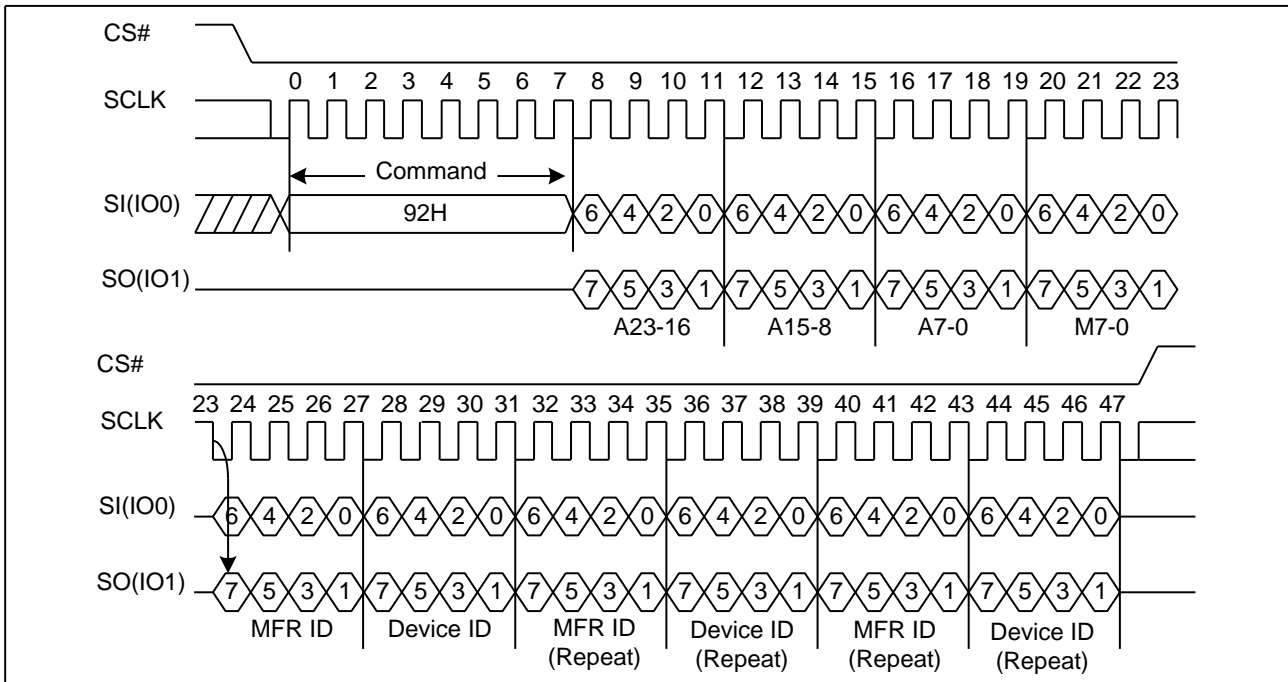 CS#
0 1 2 3 4 5 6 7 8 9 10 11 12 13 14 15 16 17 18 19 20 21 22 23
SCLK
Command
SI(IO0) 92H 6 4 2 0 6 4 2 0 6 4 2 0 6 4 2 0
SO(IO1) 7 5 3 1 7 5 3 1 7 5 3 1 7 5 3 1
A23-16 A15-8 A7-0 M7-0
CS#
23 24 25 26 27 28 29 30 31 32 33 34 35 36 37 38 39 40 41 42 43 44 45 46 47
SCLK
SI(IO0) 6 4 2 0 6 4 2 0 6 4 2 0 6 4 2 0 6 4 2 0 6 4 2 0
SO(IO1) 7 5 3 1 7 5 3 1 7 5 3 1 7 5 3 1 7 5 3 1 7 5 3 1
MFR ID Device ID MFR ID Device ID MFR ID Device ID
(Repeat) (Repeat) (Repeat) (Repeat)